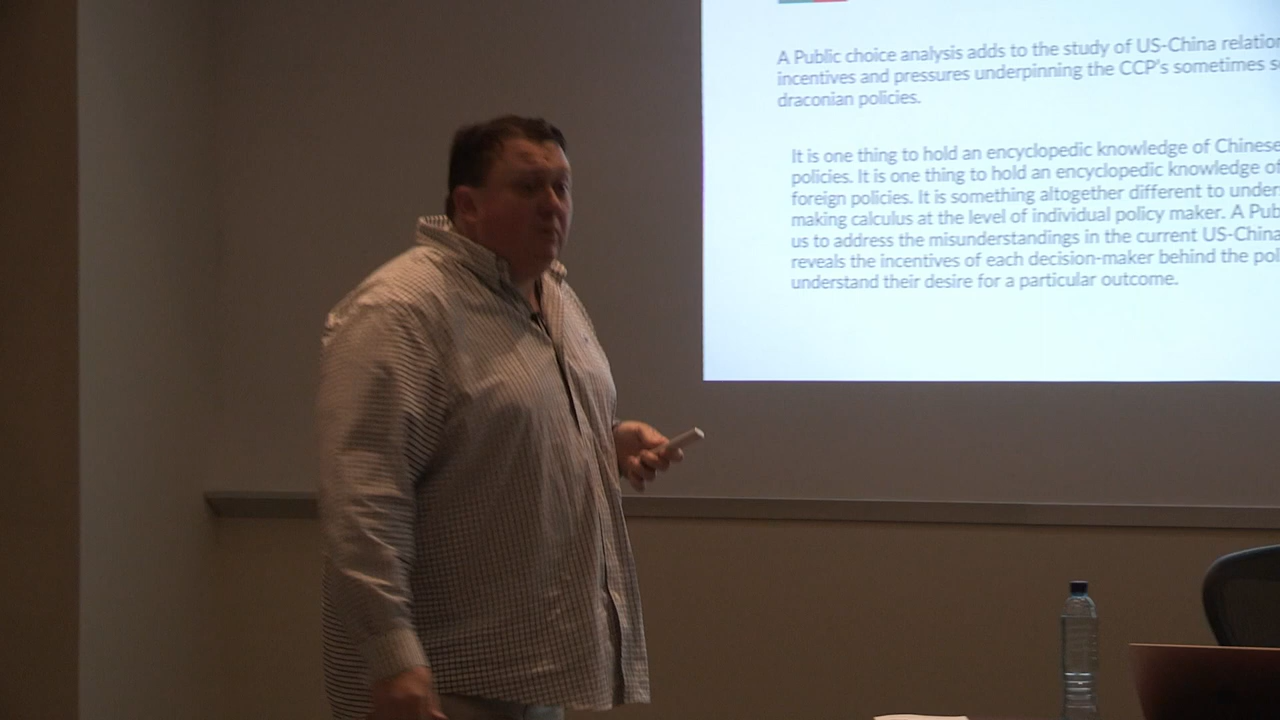 A Public choice analysis adds to the study of US-China
incentives and pressures underpinning the CCP's sometimes
draconian policies.
It is one thing to hold an encyclopedic knowledge of Chinese
policies. It is one thing to hold an encyclopedic knowledge of
foreign policies. It is something altogether different to
making calculus at the level of individual policy maker. A
us to address the misunderstandings in the current US-China
reveals the incentives of each decision-maker behind the
understand their desire for a particular outcome.